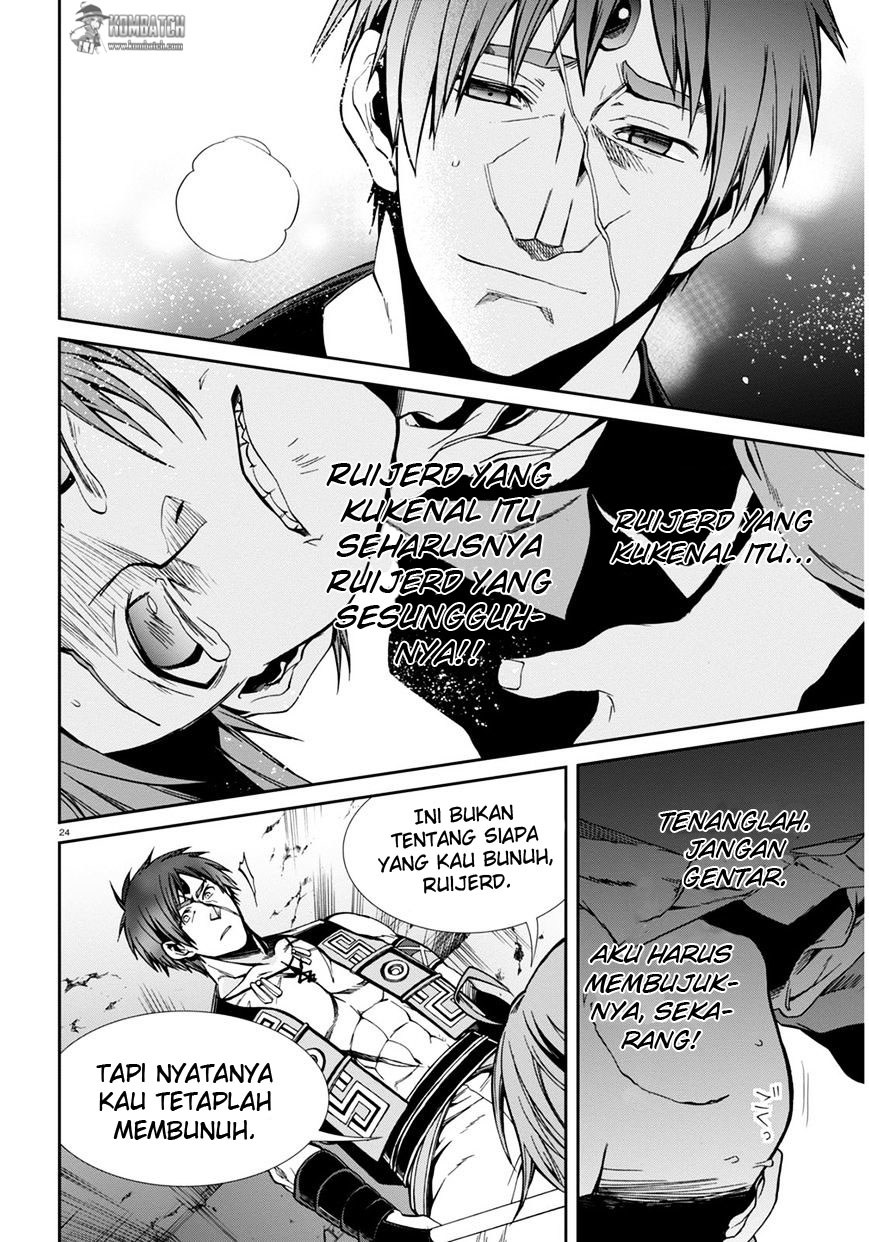 KOMBATCH
www.kombatch.com
RUIJERD YANG
KUKENAL ITU...
RUIJERD YANG
KUKENAL ITU
SEHARUSNYA
RUIJERD YANG
SESUNGGUH-
NYA!!
TENANGLAH.
JANGAN
GENTAR.
AKU HARUS
MEMBUJUK-
NYA, SEKA-
RANG!
24
INI BUKAN
TENTANG SIAPA
YANG KAU BUNUH,
RUIJERD.
TAPI NYATANYA
KAU TETAPLAH
MEMBUNUH.